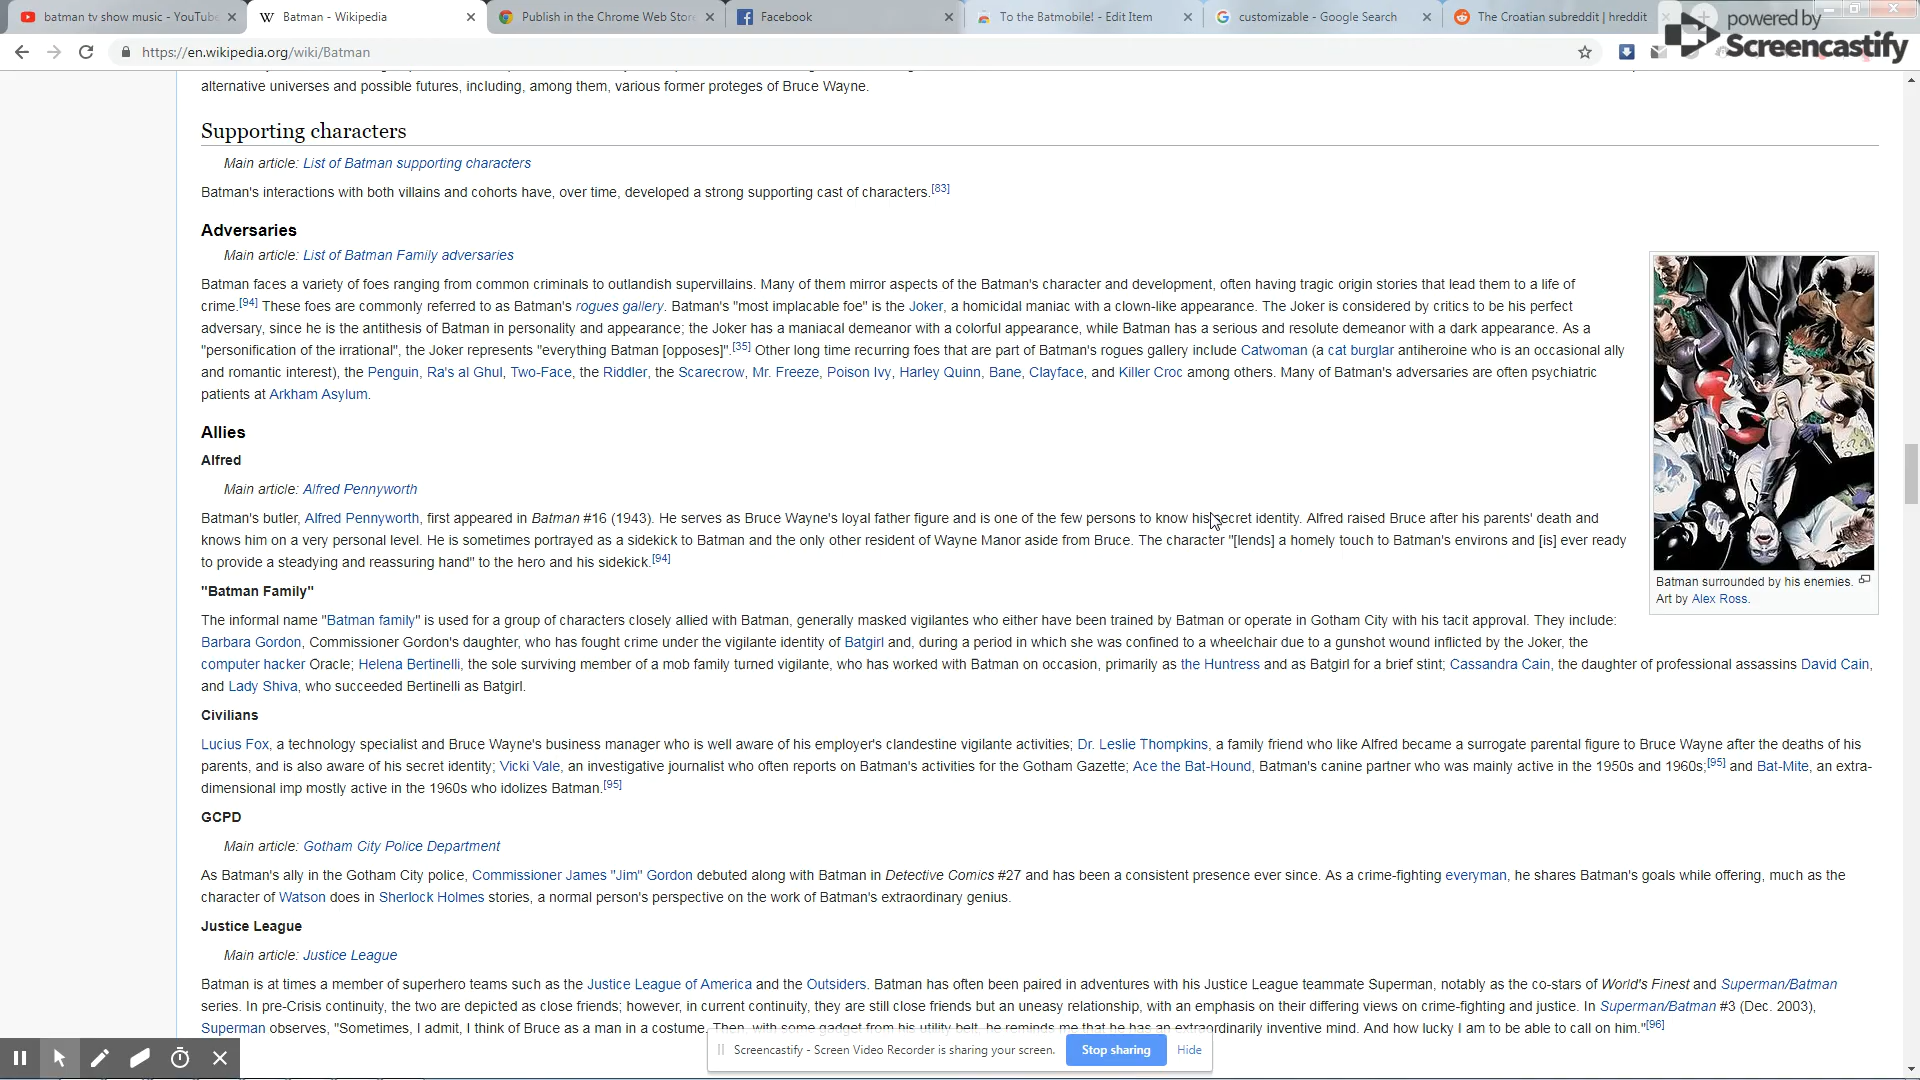 batman tv show music - YouTube
Batman - Wikipedia
Publish in the Chrome Web Store
Facebook
To the Batmobile! - Edit Item
customizable - Google Search
The Croatian subreddit | hreddit
powered by
Screencastify
https://en.wikipedia.org/wiki/Batman
alternative universes and possible futures, including, among them, various former proteges of Bruce Wayne.
Supporting characters
Main article: List of Batman supporting characters
Batman's interactions with both villains and cohorts have, over time, developed a strong supporting cast of characters.[83]
Adversaries
Main article: List of Batman Family adversaries
Batman faces a variety of foes ranging from common criminals to outlandish supervillains. Many of them mirror aspects of the Batman's character and development, often having tragic origin stories that lead them to a life of
crime.[94] These foes are commonly referred to as Batman's rogues gallery. Batman's "most implacable foe" is the Joker, a homicidal maniac with a clown-like appearance. The Joker is considered by critics to be his perfect
adversary, since he is the antithesis of Batman in personality and appearance; the Joker has a maniacal demeanor with a colorful appearance, while Batman has a serious and resolute demeanor with a dark appearance. As a
"personification of the irrational", the Joker represents "everything Batman [opposes]".[35] Other long time recurring foes that are part of Batman's rogues gallery include Catwoman (a cat burglar antiheroine who is an occasional ally
and romantic interest), the Penguin, Ra's al Ghul, Two-Face, the Riddler, the Scarecrow, Mr. Freeze, Poison Ivy, Harley Quinn, Bane, Clayface, and Killer Croc among others. Many of Batman's adversaries are often psychiatric
patients at Arkham Asylum.
Batman surrounded by his enemies.
Art by Alex Ross.
Allies
Alfred
Main article: Alfred Pennyworth
Batman's butler, Alfred Pennyworth, first appeared in Batman #16 (1943). He serves as Bruce Wayne's loyal father figure and is one of the few persons to know his secret identity. Alfred raised Bruce after his parents' death and
knows him on a very personal level. He is sometimes portrayed as a sidekick to Batman and the only other resident of Wayne Manor aside from Bruce. The character "[lends] a homely touch to Batman's environs and [is] ever ready
to provide a steadying and reassuring hand" to the hero and his sidekick.[94]
"Batman Family"
The informal name "Batman family" is used for a group of characters closely allied with Batman, generally masked vigilantes who either have been trained by Batman or operate in Gotham City with his tacit approval. They include:
Barbara Gordon, Commissioner Gordon's daughter, who has fought crime under the vigilante identity of Batgirl and, during a period in which she was confined to a wheelchair due to a gunshot wound inflicted by the Joker, the
computer hacker Oracle; Helena Bertinelli, the sole surviving member of a mob family turned vigilante, who has worked with Batman on occasion, primarily as the Huntress and as Batgirl for a brief stint; Cassandra Cain, the daughter of professional assassins David Cain,
and Lady Shiva, who succeeded Bertinelli as Batgirl.
Civilians
Lucius Fox, a technology specialist and Bruce Wayne's business manager who is well aware of his employer's clandestine vigilante activities; Dr. Leslie Thompkins, a family friend who like Alfred became a surrogate parental figure to Bruce Wayne after the deaths of his
parents, and is also aware of his secret identity; Vicki Vale, an investigative journalist who often reports on Batman's activities for the Gotham Gazette; Ace the Bat-Hound, Batman's canine partner who was mainly active in the 1950s and 1960s;[95] and Bat-Mite, an extra-
dimensional imp mostly active in the 1960s who idolizes Batman.[95]
GCPD
Main article: Gotham City Police Department
As Batman's ally in the Gotham City police, Commissioner James "Jim" Gordon debuted along with Batman in Detective Comics #27 and has been a consistent presence ever since. As a crime-fighting everyman, he shares Batman's goals while offering, much as the
character of Watson does in Sherlock Holmes stories, a normal person's perspective on the work of Batman's extraordinary genius.
Justice League
Main article: Justice League
Batman is at times a member of superhero teams such as the Justice League of America and the Outsiders. Batman has often been paired in adventures with his Justice League teammate Superman, notably as the co-stars of World's Finest and Superman/Batman
series. In pre-Crisis continuity, the two are depicted as close friends; however, in current continuity, they are still close friends but an uneasy relationship, with an emphasis on their differing views on crime-fighting and justice. In Superman/Batman #3 (Dec. 2003),
Superman observes, "Sometimes, I admit, I think of Bruce as a man in a costume. Then, with some gadget from his utility belt, he reminds me that he has an extraordinarily inventive mind. And how lucky I am to be able to call on him."[96]
Screencastify - Screen Video Recorder is sharing your screen.
Stop sharing
Hide